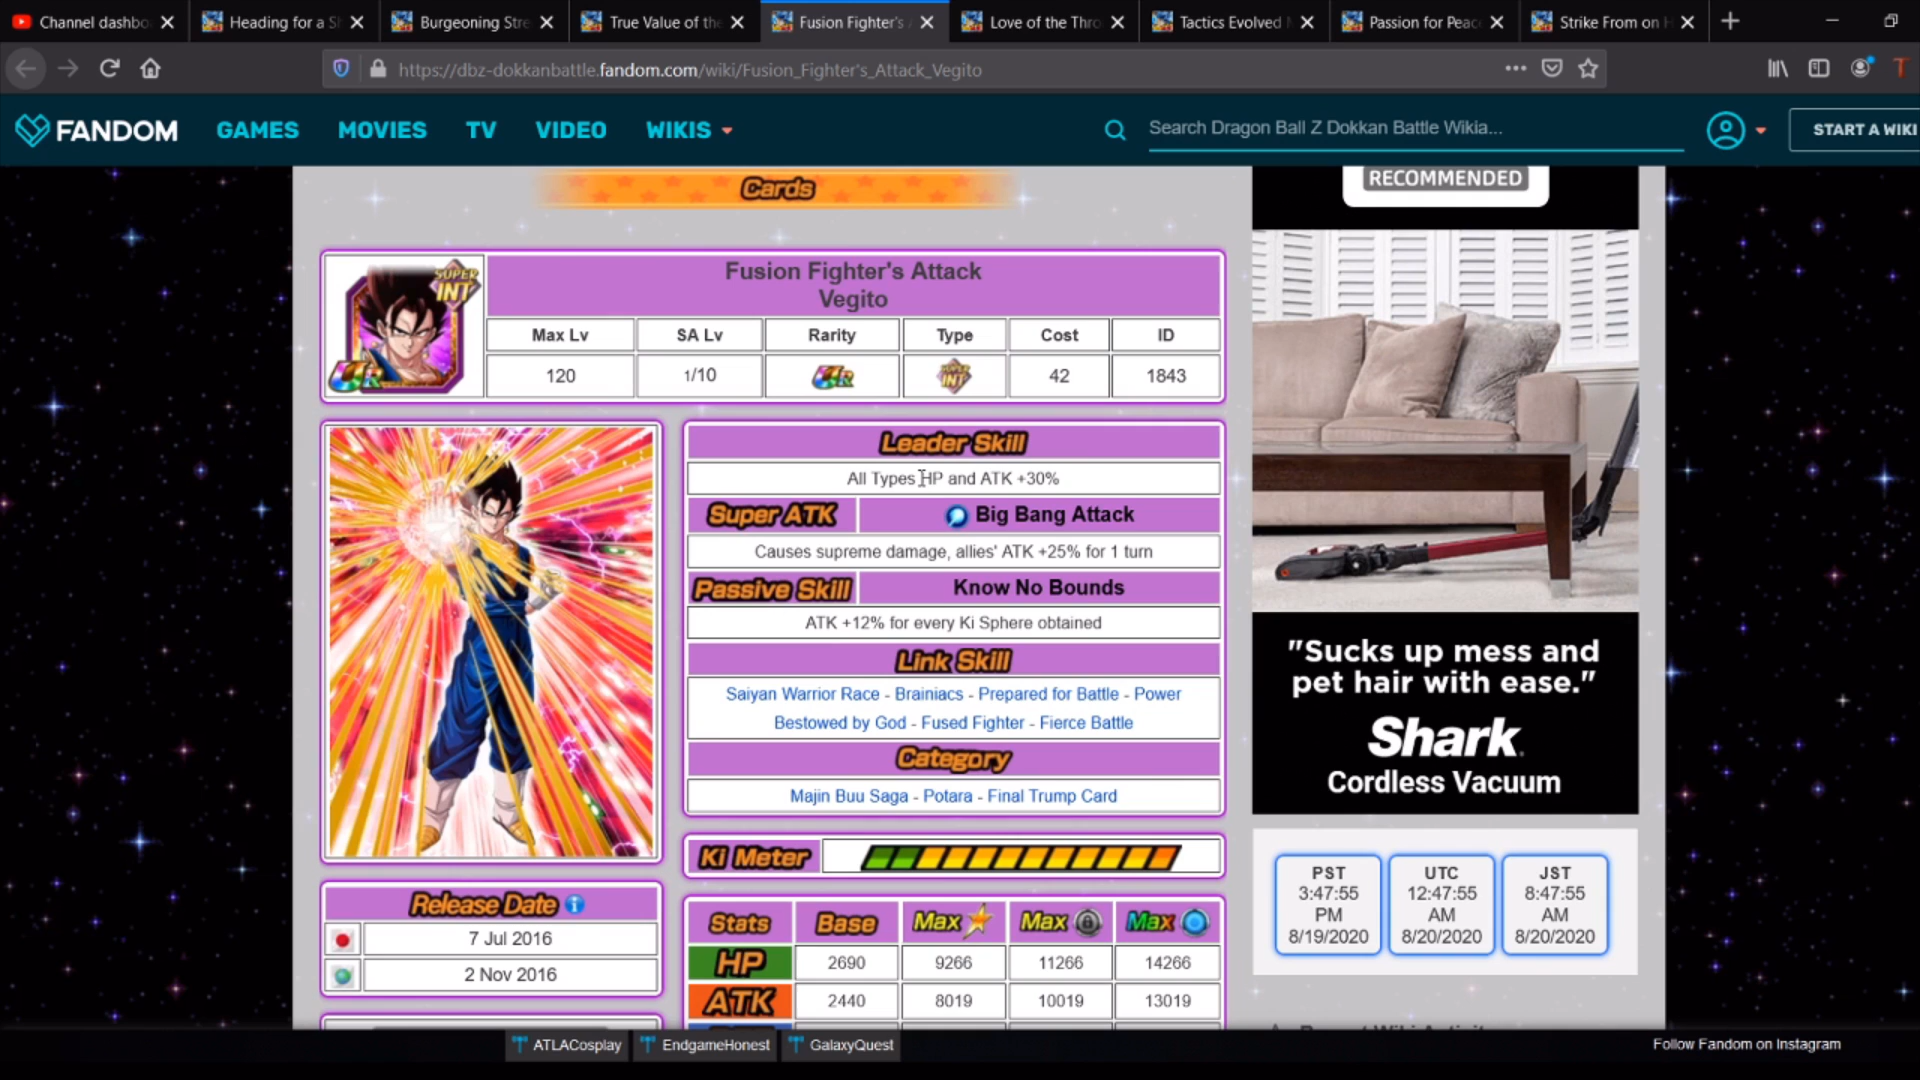 Channel dashbo
Heading for a S
Burgeoning Stre
True Value of the
Fusion Fighter's A
Love of the Thro
Tactics Evolved
Passion for Peac
Strike From on H
https://dbz-dokkanbattle.fandom.com/wiki/Fusion_Fighter's_Attack_Vegito
FANDOM
GAMES
MOVIES
TV
VIDEO
WIKIS
Search Dragon Ball Z Dokkan Battle Wikia...
START A WIKI
Cards
RECOMMENDED
SUPER INT
UR
Fusion Fighter's Attack
Vegito
Max Lv
SA Lv
Rarity
Type
Cost
ID
120
1/10
UR
SUPER INT
42
1843
Leader Skill
All Types HP and ATK +30%
Super ATK
Big Bang Attack
Causes supreme damage, allies' ATK +25% for 1 turn
Passive Skill
Know No Bounds
ATK +12% for every Ki Sphere obtained
Link Skill
Saiyan Warrior Race - Brainiacs - Prepared for Battle - Power
Bestowed by God - Fused Fighter - Fierce Battle
Category
Majin Buu Saga - Potara - Final Trump Card
Ki Meter
Release Date
7 Jul 2016
2 Nov 2016
Stats
Base
Max
Max
Max
HP
2690
9266
11266
14266
ATK
2440
8019
10019
13019
"Sucks up mess and
pet hair with ease."
Shark
Cordless Vacuum
PST
3:47:55
PM
8/19/2020
UTC
12:47:55
AM
8/20/2020
JST
8:47:55
AM
8/20/2020
ATLACosplay
EndgameHonest
GalaxyQuest
Follow Fandom on Instagram